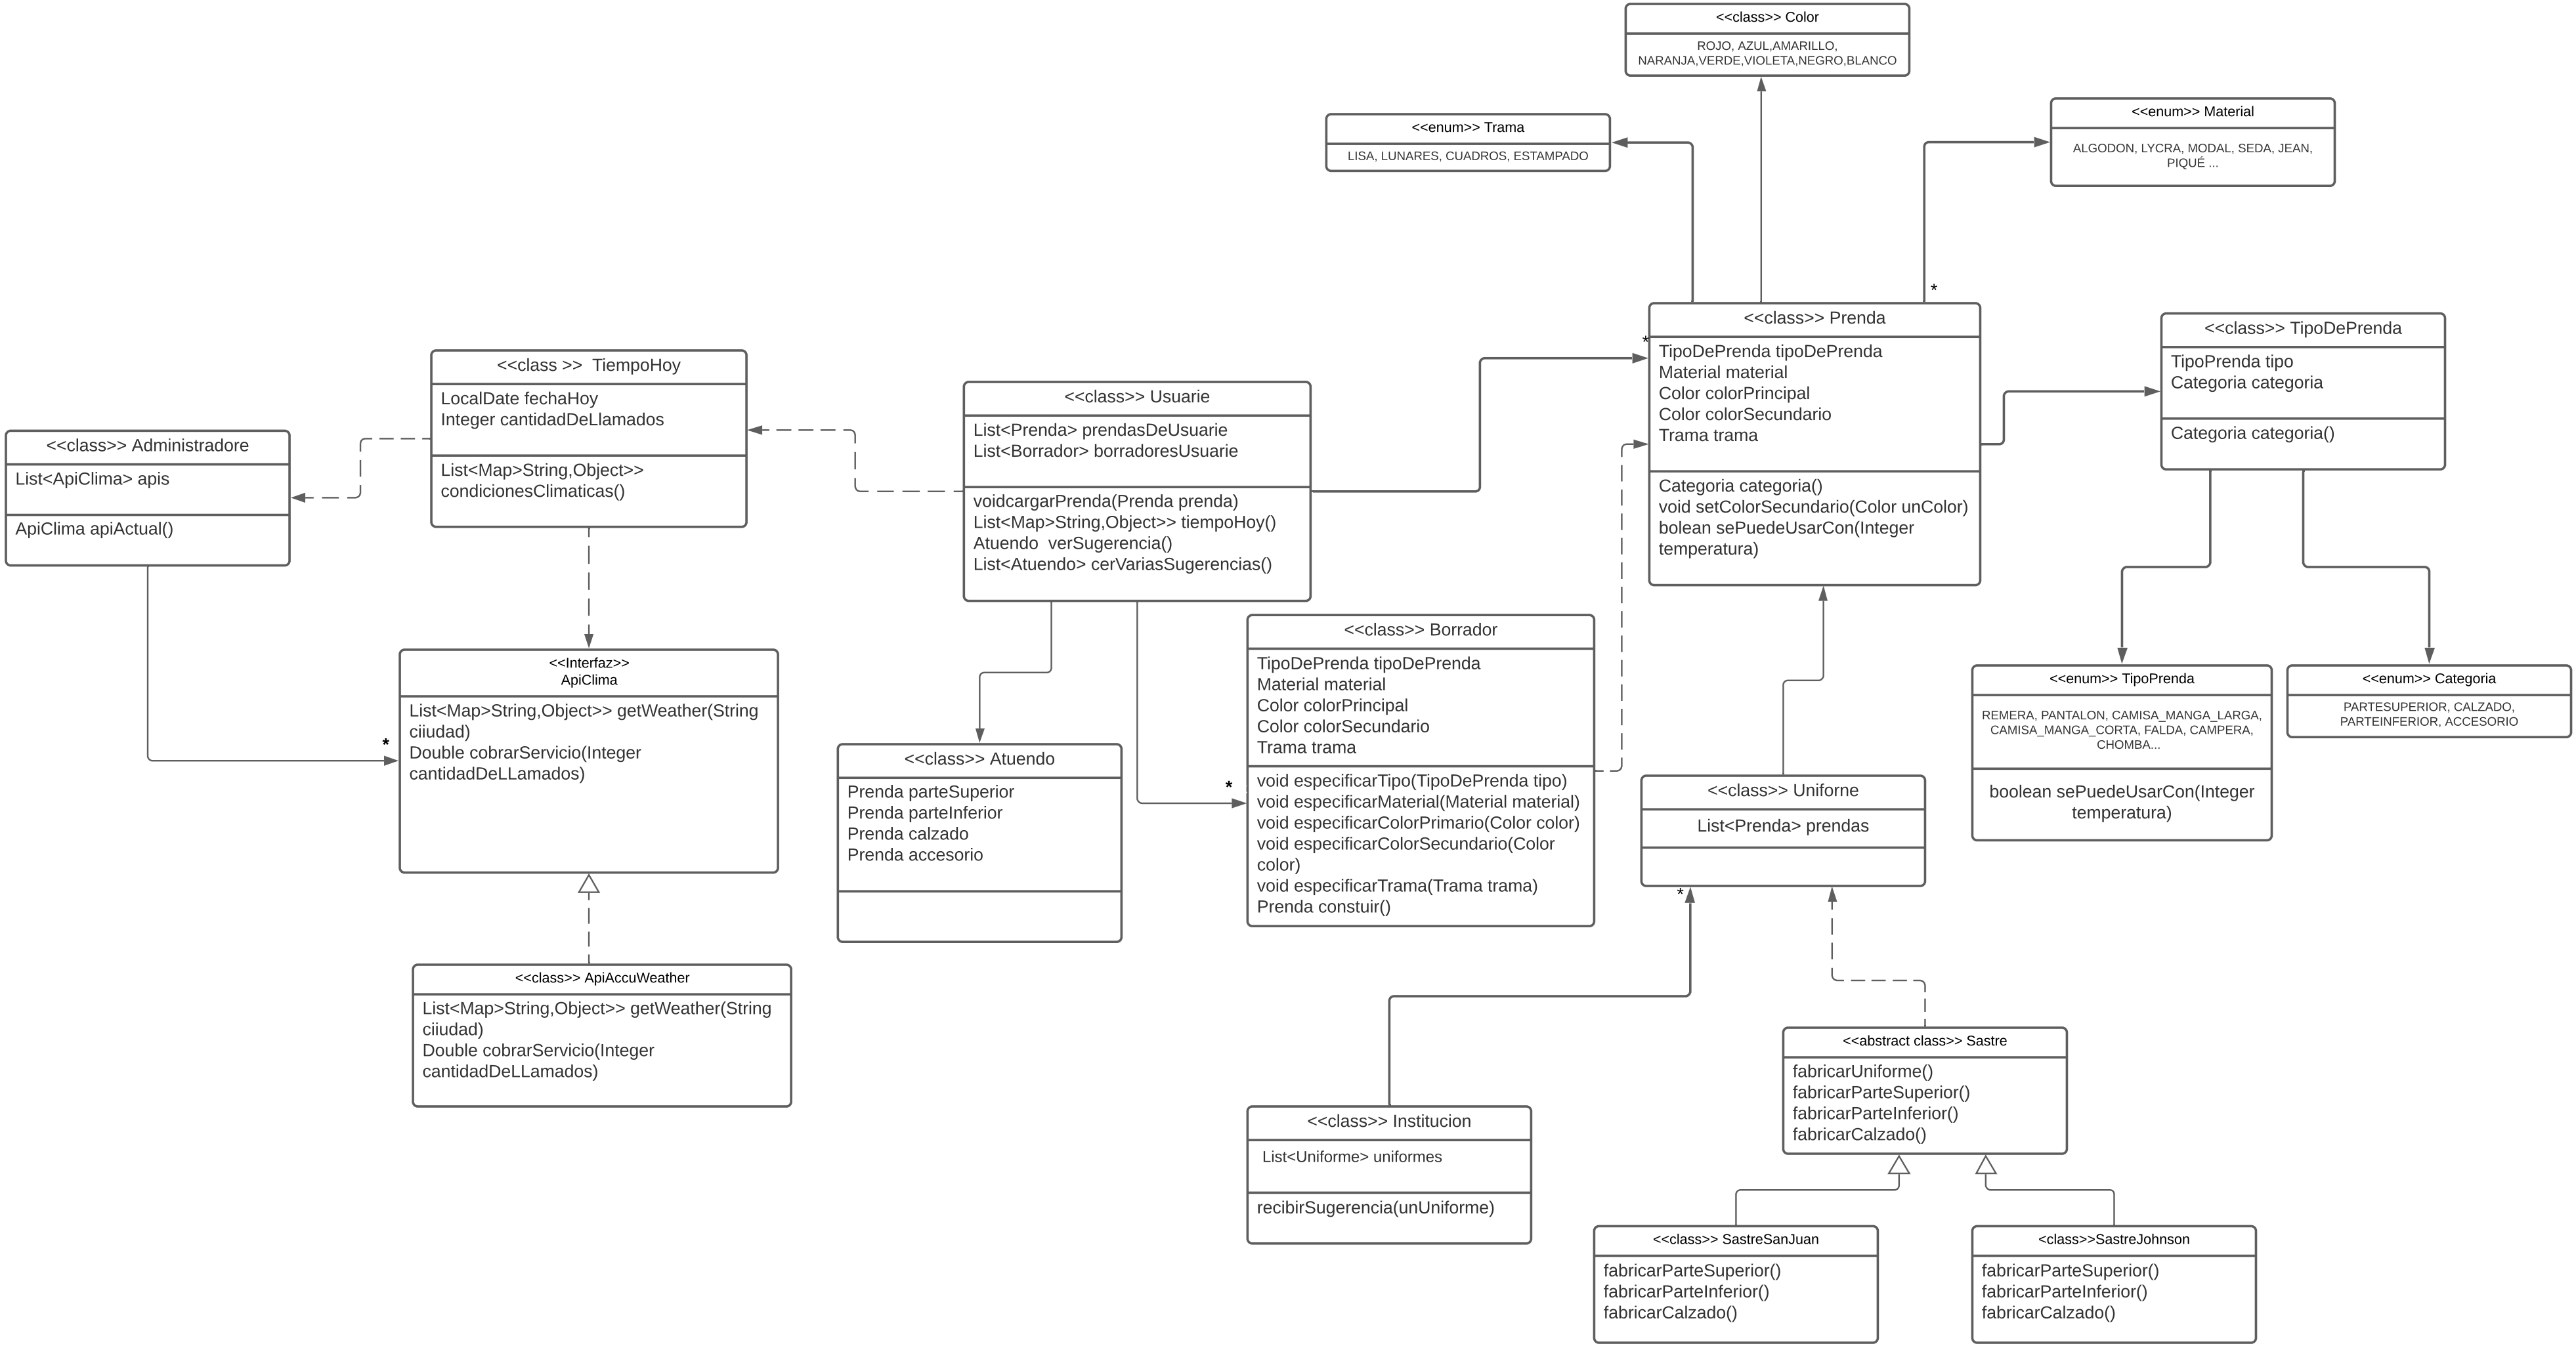 <<class>> Color
ROJO, AZUL,AMARILLO,
NARANJA,VERDE,VIOLETA,NEGRO,BLANCO
<<enum>> Trama
LISA, LUNARES, CUADROS, ESTAMPADO
<<enum>> Material
ALGODON, LYCRA, MODAL, SEDA, JEAN,
PIQUÉ ...
*
*
<<class>> Prenda
TipoDePrenda tipoDePrenda
Material material
Color colorPrincipal
Color colorSecundario
Trama trama
Categoria categoria()
void setColorSecundario(Color unColor)
bolean sePuedeUsarCon(Integer
temperatura)
<<class>> TipoDePrenda
TipoPrenda tipo
Categoria categoria
Categoria categoria()
<<class >>  TiempoHoy
LocalDate fechaHoy
Integer cantidadDeLlamados
List<Map>String,Object>>
condicionesClimaticas()
<<class>> Usuarie
List<Prenda> prendasDeUsuarie
List<Borrador> borradoresUsuarie
voidcargarPrenda(Prenda prenda)
List<Map>String,Object>> tiempoHoy()
Atuendo  verSugerencia()
List<Atuendo> cerVariasSugerencias()
<<class>> Administradore
List<ApiClima> apis
ApiClima apiActual()
*
<<Interfaz>>
ApiClima
List<Map>String,Object>> getWeather(String
ciiudad)
Double cobrarServicio(Integer
cantidadDeLLamados)
<<class>> Atuendo
Prenda parteSuperior
Prenda parteInferior
Prenda calzado
Prenda accesorio
*
<<class>> Borrador
TipoDePrenda tipoDePrenda
Material material
Color colorPrincipal
Color colorSecundario
Trama trama
void especificarTipo(TipoDePrenda tipo)
void especificarMaterial(Material material)
void especificarColorPrimario(Color color)
void especificarColorSecundario(Color
color)
void especificarTrama(Trama trama)
Prenda constuir()
<<enum>> TipoPrenda
REMERA, PANTALON, CAMISA_MANGA_LARGA,
CAMISA_MANGA_CORTA, FALDA, CAMPERA,
CHOMBA...
boolean sePuedeUsarCon(Integer
temperatura)
<<enum>> Categoria
PARTESUPERIOR, CALZADO,
PARTEINFERIOR, ACCESORIO
<<class>> Uniforne
List<Prenda> prendas
*
<<class>> ApiAccuWeather
List<Map>String,Object>> getWeather(String
ciiudad)
Double cobrarServicio(Integer
cantidadDeLLamados)
<<abstract class>> Sastre
fabricarUniforme()
fabricarParteSuperior()
fabricarParteInferior()
fabricarCalzado()
<<class>> Institucion
List<Uniforme> uniformes
recibirSugerencia(unUniforme)
<<class>> SastreSanJuan
fabricarParteSuperior()
fabricarParteInferior()
fabricarCalzado()
<class>>SastreJohnson
fabricarParteSuperior()
fabricarParteInferior()
fabricarCalzado()